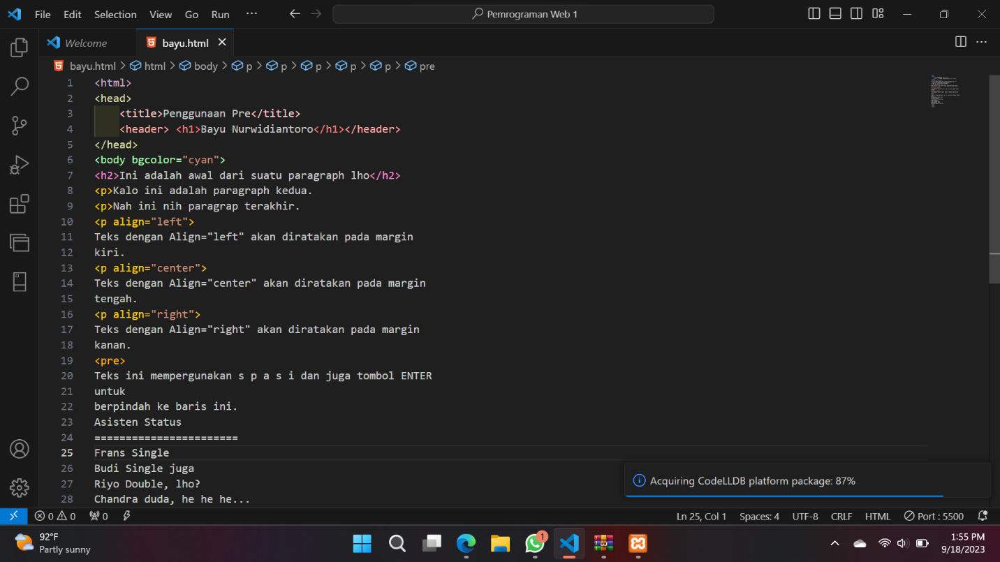 File Edit Selection View Go Run ... Pemrograman Web 1
Welcome bayu.html
bayu.html > html > body > p > p > p > p > p > pre
1 <html>
2 <head>
3 <title>Penggunaan Pre</title>
4 <header> <h1>Bayu Nurwidiantoro</h1></header>
5 </head>
6 <body bgcolor="cyan">
7 <h2>Ini adalah awal dari suatu paragraph lho</h2>
8 <p>Kalo ini adalah paragraph kedua.
9 <p>Nah ini nih paragrap terakhir.
10 <p align="left">
11 Teks dengan Align="left" akan diratakan pada margin
12 kiri.
13 <p align="center">
14 Teks dengan Align="center" akan diratakan pada margin
15 tengah.
16 <p align="right">
17 Teks dengan Align="right" akan diratakan pada margin
18 kanan.
19 <pre>
20 Teks ini mempergunakan s p a s i dan juga tombol ENTER
21 untuk
22 berpindah ke baris ini.
23 Asisten Status
24 =======================
25 Frans Single
26 Budi Single juga
27 Riyo Double, lho?
28 Chandra duda, he he he...
Acquiring CodeLLDB platform package: 87%
0 0 0 Ln 25, Col 1 Spaces: 4 UTF-8 CRLF HTML Port : 5500
92°F
Partly sunny
1
1:55 PM
9/18/2023